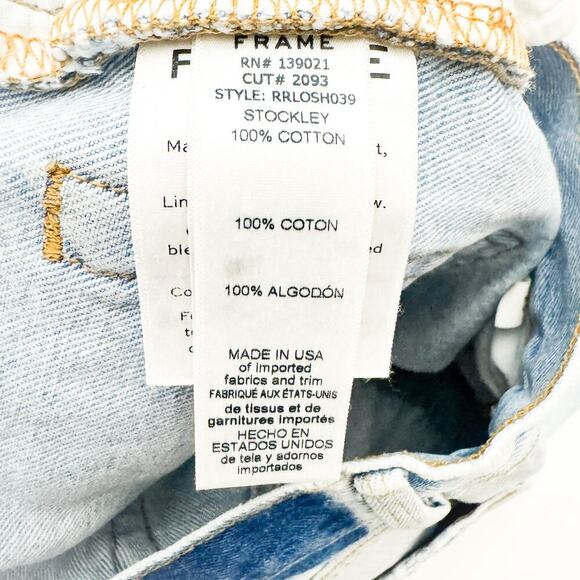 FRAME
RN# 139021
CUT# 2093
STYLE: RRLOSH039
STOCKLEY
100% COTTON
100% COTON
100% ALGODÓN
MADE IN USA
of imported
fabrics and trim
FABRIQUÉ AUX ÉTATS-UNIS
de tissus et de
garnitures importés
HECHO EN
ESTADOS UNIDOS
de tela y adornos
importados